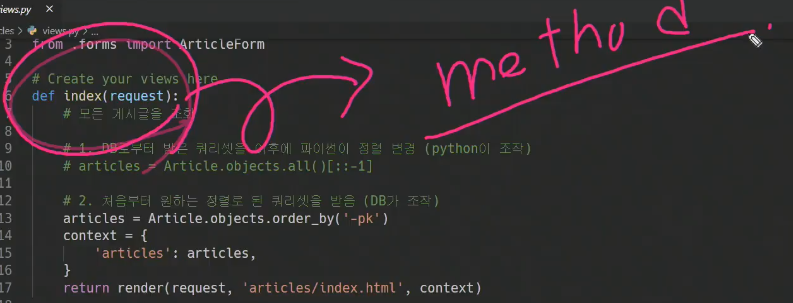 views.py ×
cles > views.py > ...
3 from .forms import ArticleForm
4
5 # Create your views here
6 def index(request):
7 # 모든 게시글을 조회
8
9 # 1. DB로부터 받은 쿼리셋을 이후에 파이썬이 정렬 변경 (python이 조작)
10 # articles = Article.objects.all()[::-1]
11
12 # 2. 처음부터 원하는 정렬로 된 쿼리셋을 받음 (DB가 조작)
13 articles = Article.objects.order_by('-pk')
14 context = {
15 'articles': articles,
16 }
17 return render(request, 'articles/index.html', context)
method